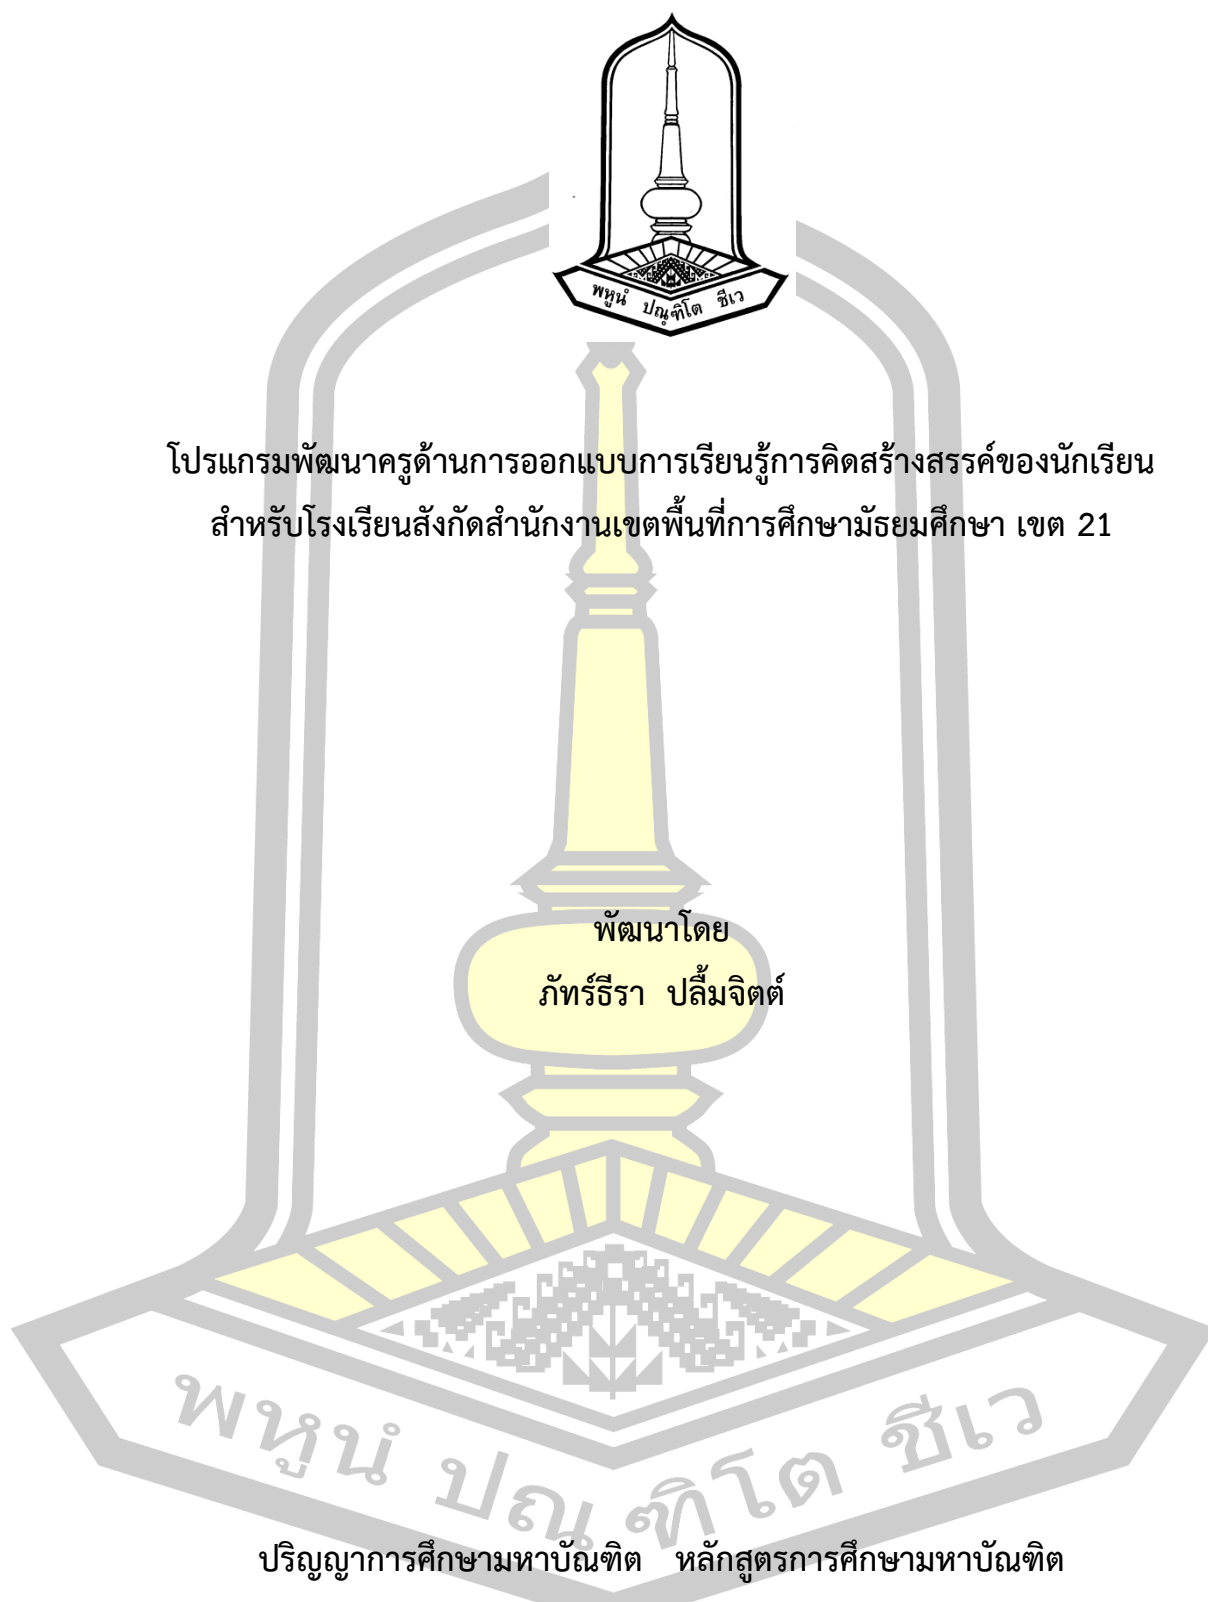 พหูนํ ปณฺฑิโต ชีเว
โปรแกรมพัฒนาครูด้านการออกแบบการเรียนรู้การคิดสร้างสรรค์ของนักเรียน
สำหรับโรงเรียนสังกัดสำนักงานเขตพื้นที่การศึกษามัธยมศึกษา เขต 21
พัฒนาโดย
ภัทร์ธีรา ปลื้มจิตต์
พหูนํ ปณฺฑิโต ชีเว
ปริญญาการศึกษามหาบัณฑิต หลักสูตรการศึกษามหาบัณฑิต